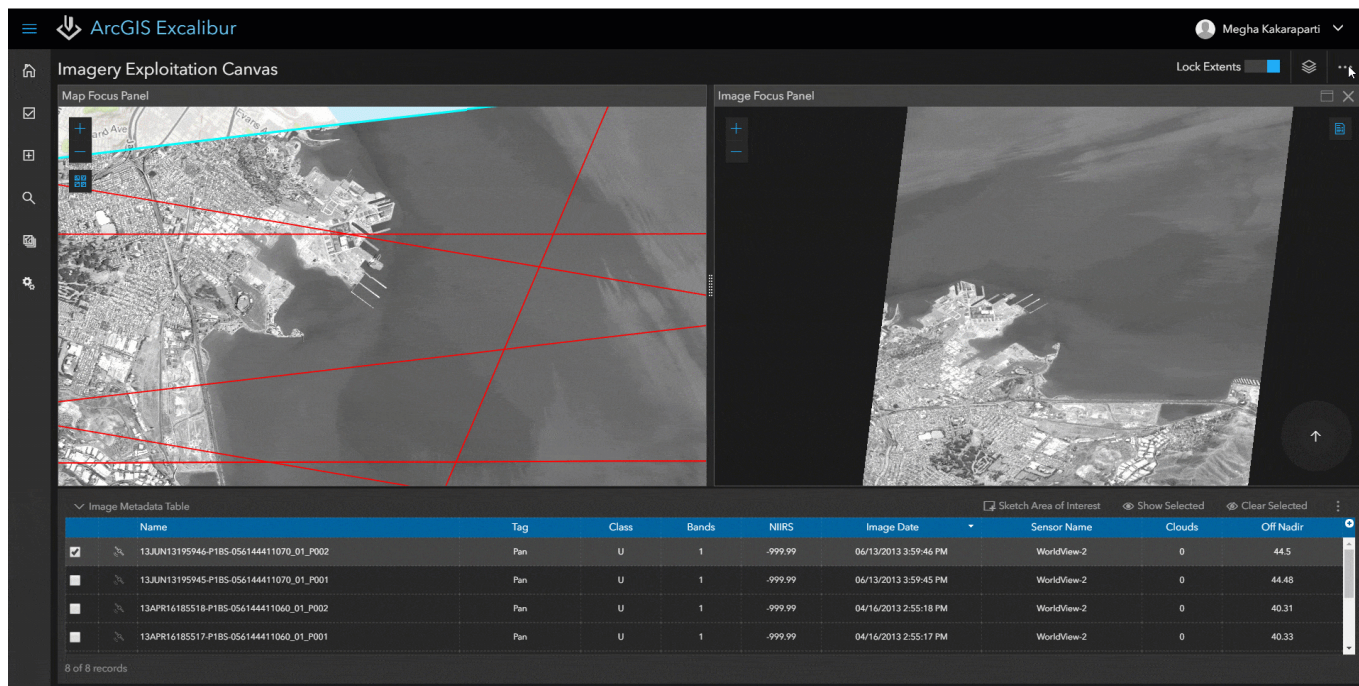 ArcGIS Excalibur
Megha Kakaraparti
Imagery Exploitation Canvas
Lock Extents
Map Focus Panel
Image Focus Panel
and Ave
Evans A
Image Metadata Table
Sketch Area of Interest
Show Selected
Clear Selected
Name Tag Class Bands NIIRS Image Date Sensor Name Clouds Off Nadir
13JUN13195946-P1BS-056144411070_01_P002 Pan U 1 -999.99 06/13/2013 3:59:46 PM WorldView-2 0 44.5
13JUN13195945-P1BS-056144411070_01_P001 Pan U 1 -999.99 06/13/2013 3:59:45 PM WorldView-2 0 44.48
13APR16185518-P1BS-056144411060_01_P002 Pan U 1 -999.99 04/16/2013 2:55:18 PM WorldView-2 0 40.31
13APR16185517-P1BS-056144411060_01_P001 Pan U 1 -999.99 04/16/2013 2:55:17 PM WorldView-2 0 40.33
8 of 8 records